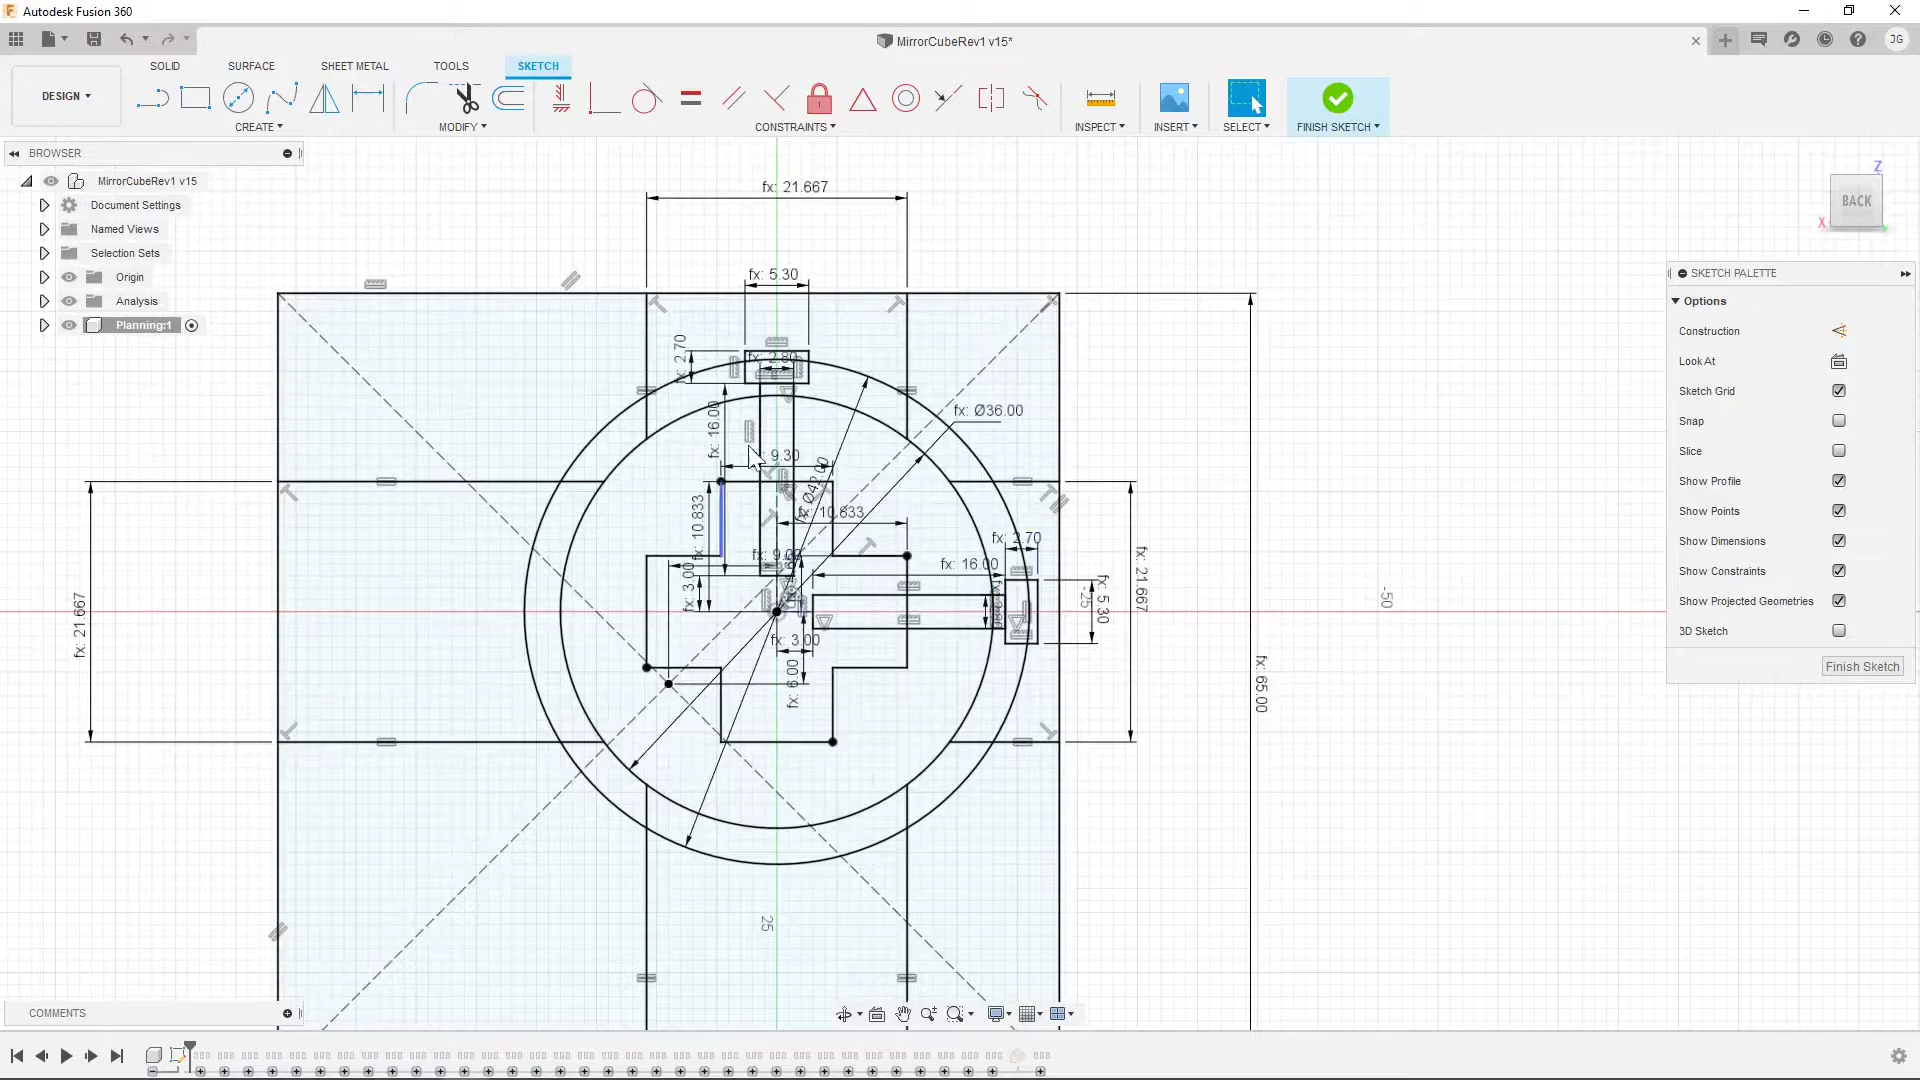 Autodesk Fusion 360
MirrorCubeRev1 v15*
JG
DESIGN
SOLID
SURFACE
SHEET METAL
TOOLS
SKETCH
CREATE
MODIFY
CONSTRAINTS
INSPECT
INSERT
SELECT
FINISH SKETCH
BROWSER
MirrorCubeRev1 v15
Document Settings
Named Views
Selection Sets
Origin
Analysis
Planning:1
Z
BACK
X
SKETCH PALETTE
Options
Construction
Look At
Sketch Grid
Snap
Slice
Show Profile
Show Points
Show Dimensions
Show Constraints
Show Projected Geometries
3D Sketch
Finish Sketch
fx: 21.667
fx: 5.30
fx: 2.70
fx: 2.80
fx: Ø36.00
fx: 16.00
9.30
fx: Ø42.00
fx: 10.833
fx: 10.833
fx: 9.00
fx: 2.70
fx: 16.00
fx: 3.00
fx: 5.30
-25
fx: 21.667
-50
fx: 21.667
fx: 3.00
fx: 6.00
fx: 65.00
25
COMMENTS